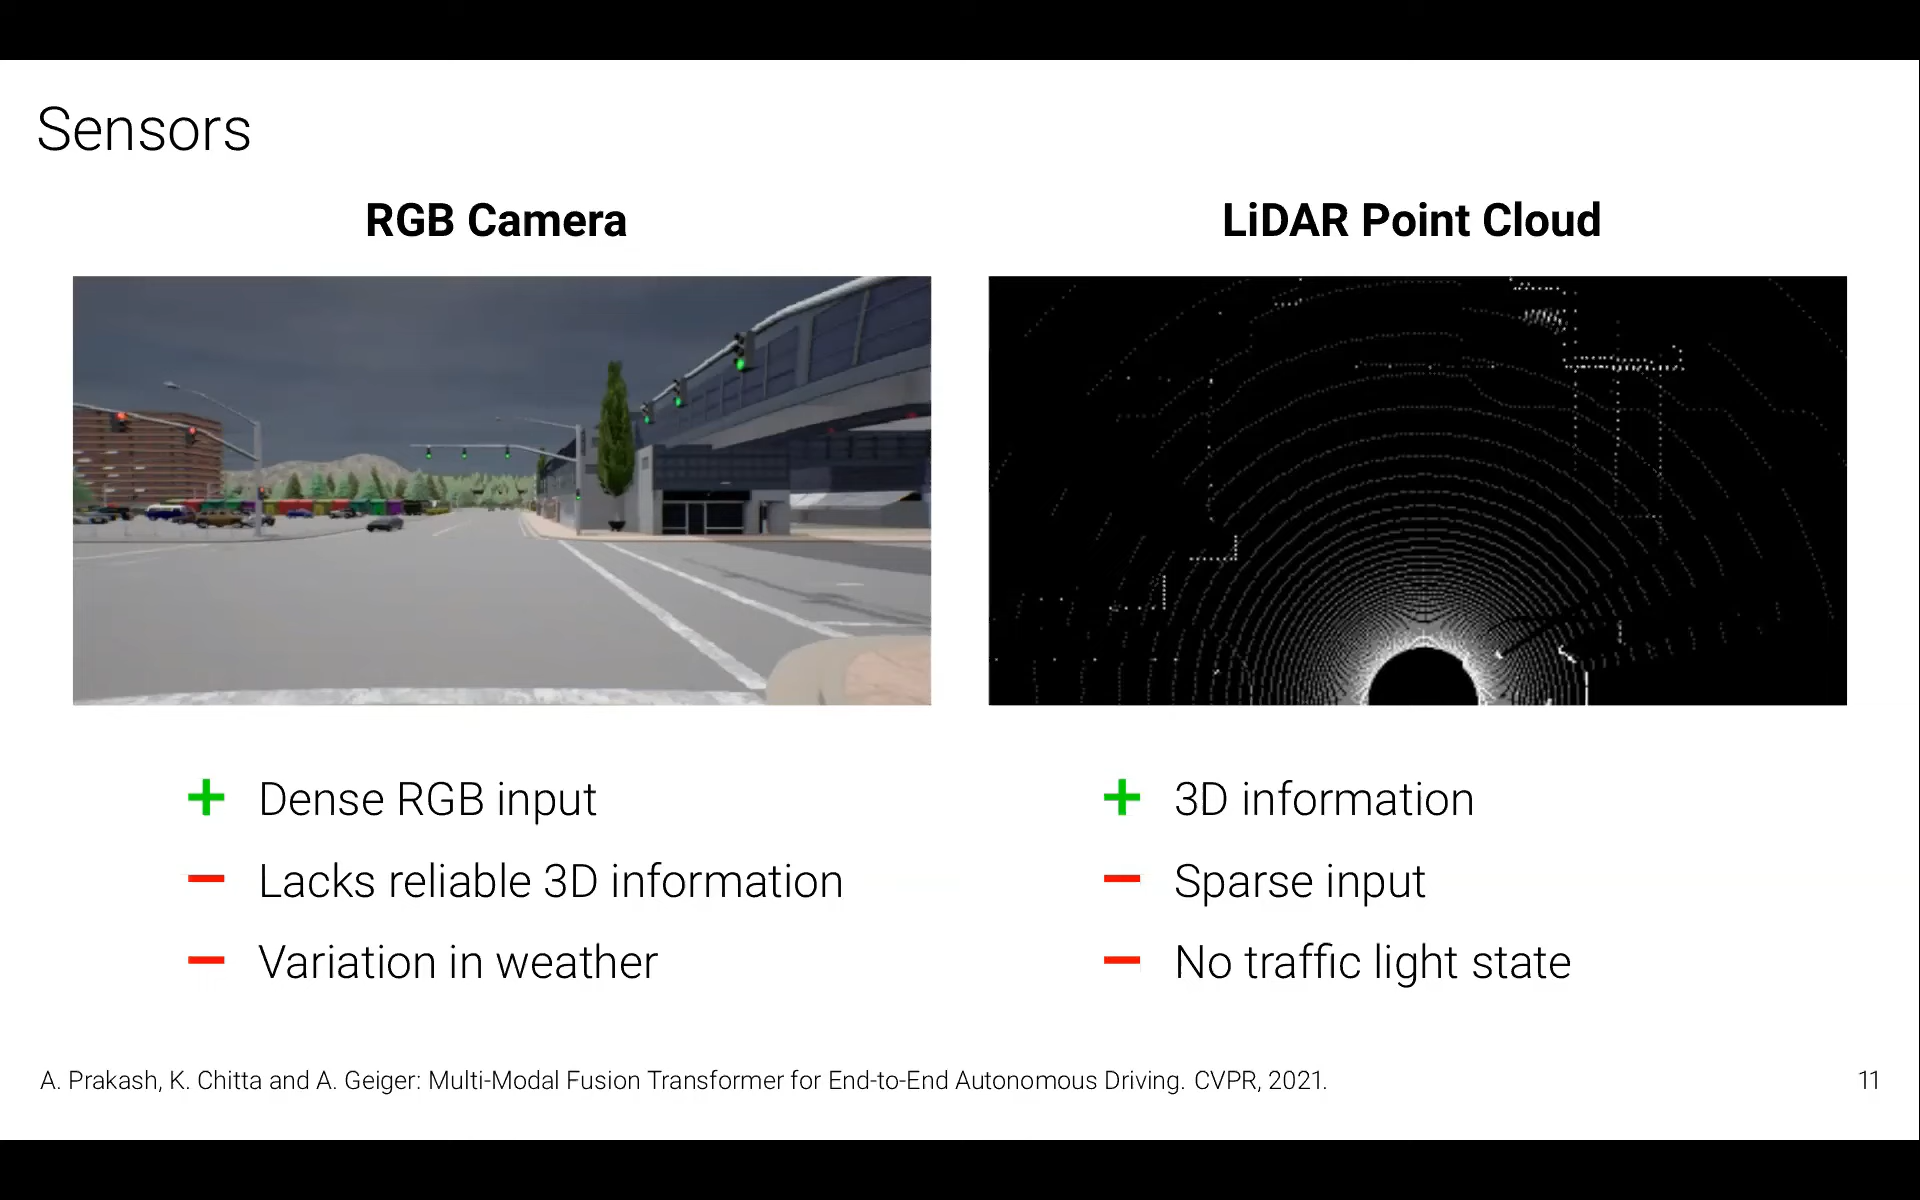 Sensors
RGB Camera
LiDAR Point Cloud
+ Dense RGB input
− Lacks reliable 3D information
− Variation in weather
+ 3D information
− Sparse input
− No traffic light state
A. Prakash, K. Chitta and A. Geiger: Multi-Modal Fusion Transformer for End-to-End Autonomous Driving. CVPR, 2021.
11